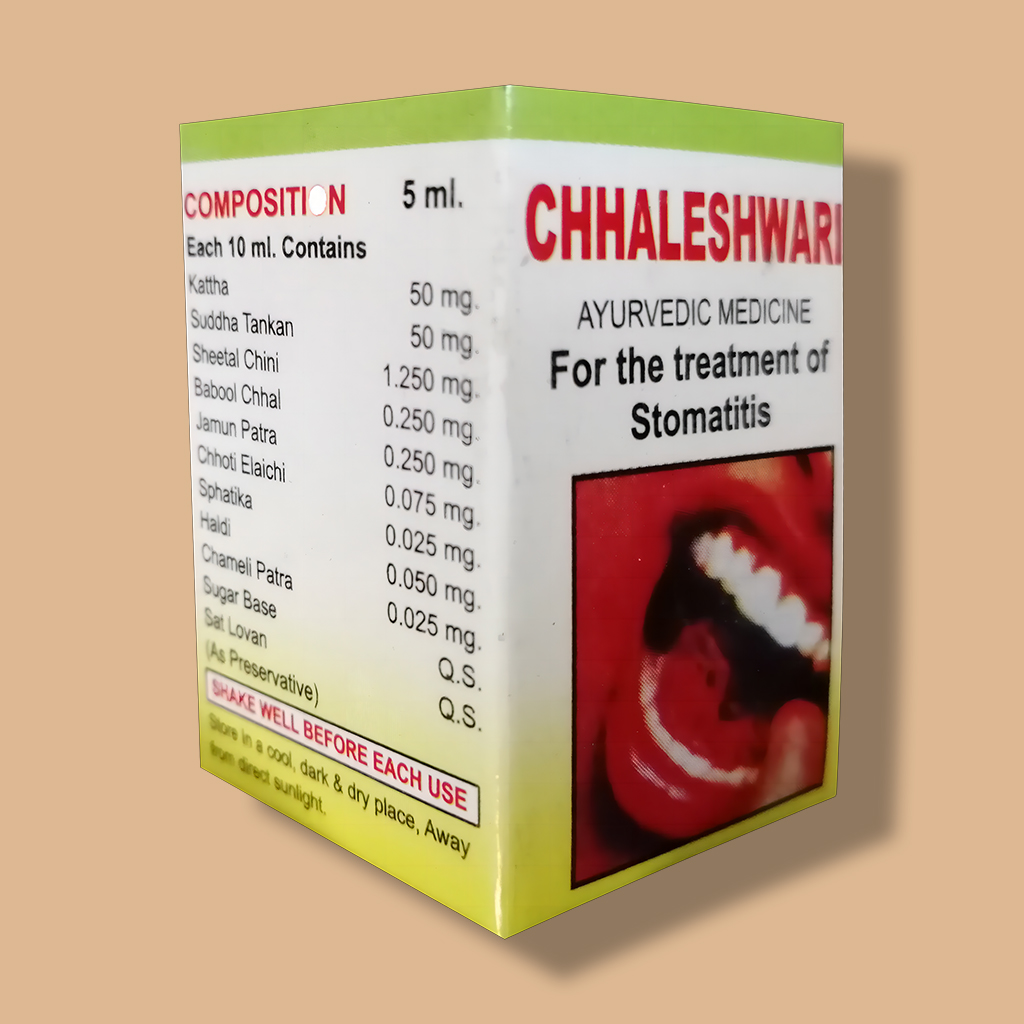 COMPOSITION 5 ml.
Each 10 ml. Contains
Kattha 50 mg.
Suddha Tankan 50 mg.
Sheetal Chini 1.250 mg.
Babool Chhal 0.250 mg.
Jamun Patra 0.250 mg.
Chhoti Elaichi 0.075 mg.
Sphatika 0.025 mg.
Haldi 0.050 mg.
Chameli Patra 0.025 mg.
Sugar Base Q.S.
Sat Lovan Q.S.
(As Preservative)
SHAKE WELL BEFORE EACH USE
Store in a cool, dark & dry place, Away
from direct sunlight.
CHHALESHWARI
AYURVEDIC MEDICINE
For the treatment of
Stomatitis